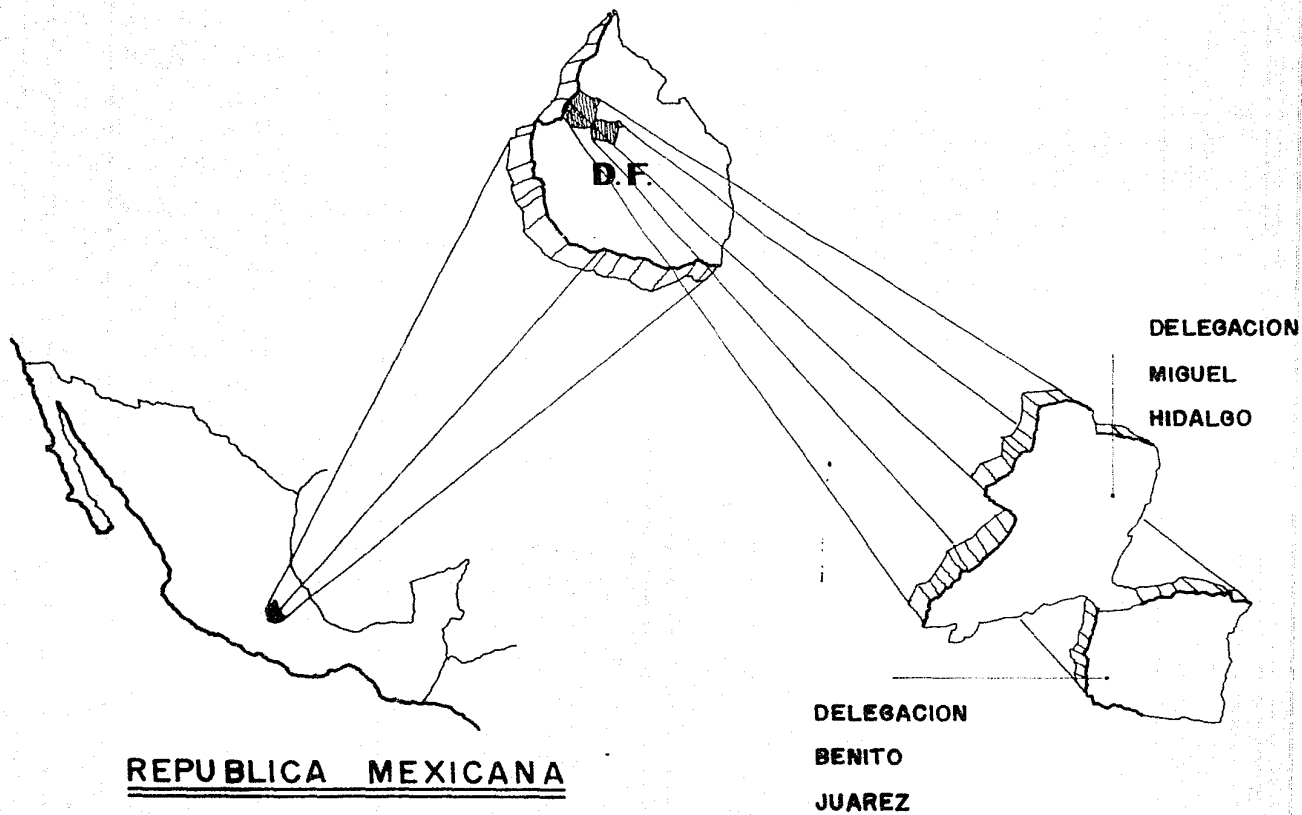 D.F.
DELEGACION
MIGUEL
HIDALGO
DELEGACION
BENITO
JUAREZ
REPUBLICA MEXICANA